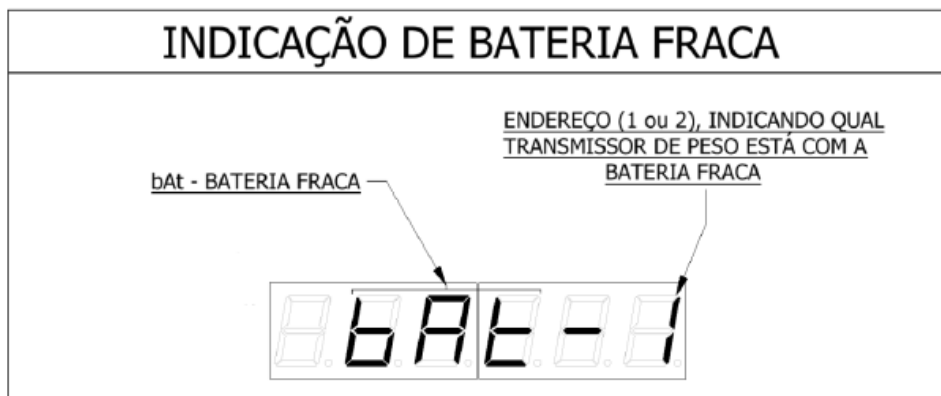 INDICAÇÃO DE BATERIA FRACA
ENDEREÇO (1 ou 2), INDICANDO QUAL
TRANSMISSOR DE PESO ESTÁ COM A
BATERIA FRACA
bAt - BATERIA FRACA
bAt-1